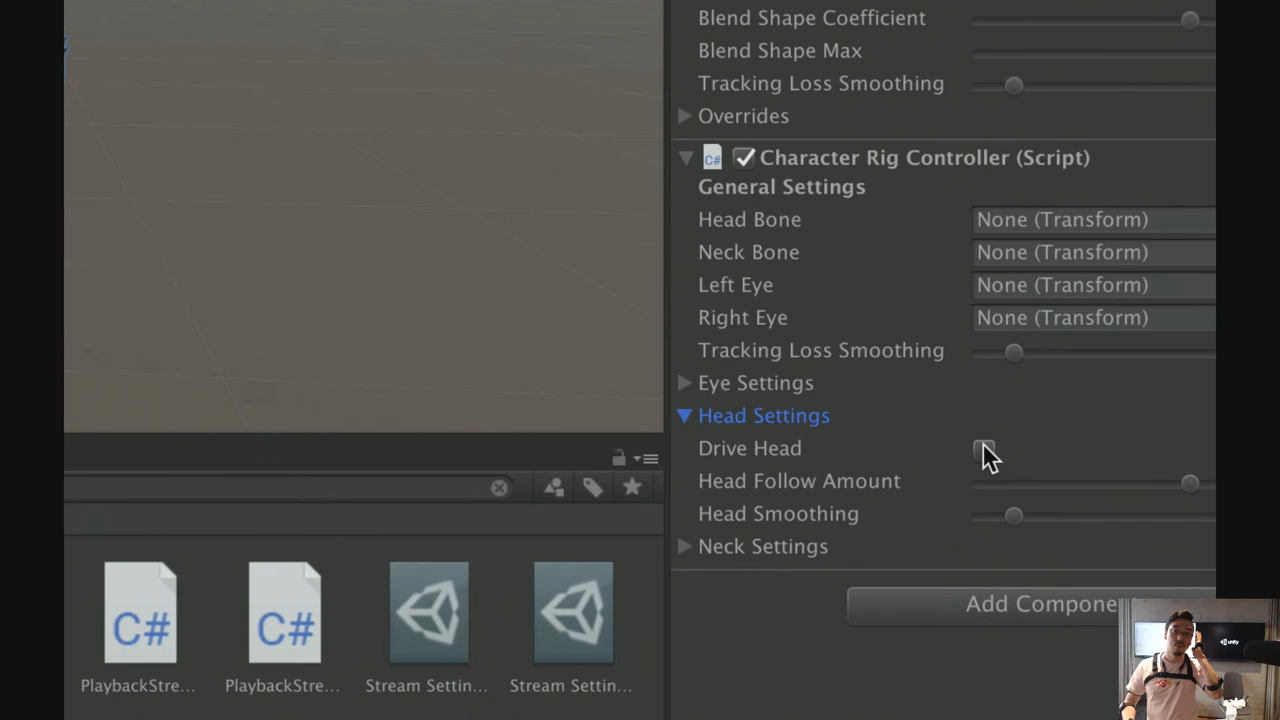 Blend Shape Coefficient
Blend Shape Max
Tracking Loss Smoothing
Overrides
C# Character Rig Controller (Script)
General Settings
Head Bone None (Transform)
Neck Bone None (Transform)
Left Eye None (Transform)
Right Eye None (Transform)
Tracking Loss Smoothing
Eye Settings
Head Settings
Drive Head
Head Follow Amount
Head Smoothing
Neck Settings
Add Compone
C# C#
PlaybackStre... PlaybackStre... Stream Settin... Stream Settin...
unity